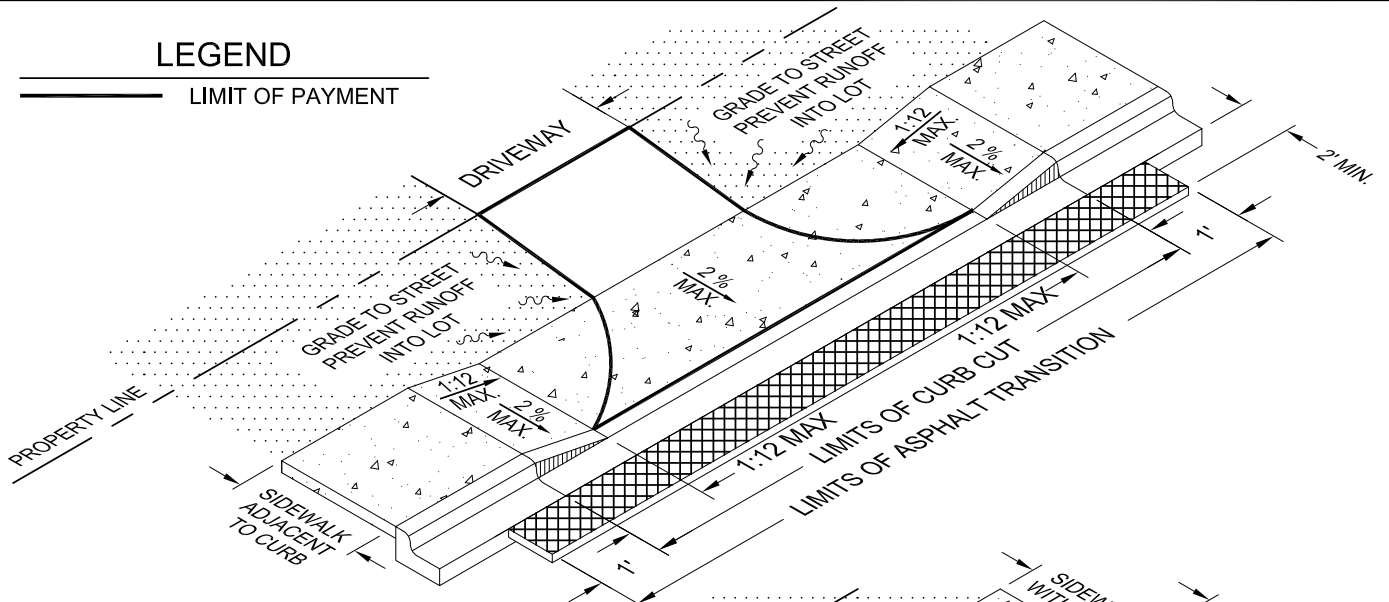 LEGEND
LIMIT OF PAYMENT
DRIVEWAY
GRADE TO STREET
PREVENT RUNOFF
INTO LOT
1:12
MAX
2%
MAX.
2' MIN.
1'
GRADE TO STREET
PREVENT RUNOFF
INTO LOT
2%
MAX.
1:12 MAX
LIMITS OF CURB CUT
LIMITS OF ASPHALT TRANSITION
1:12 MAX
1:12
MAX.
2%
MAX.
PROPERTY LINE
SIDEWALK
ADJACENT
TO CURB
1'